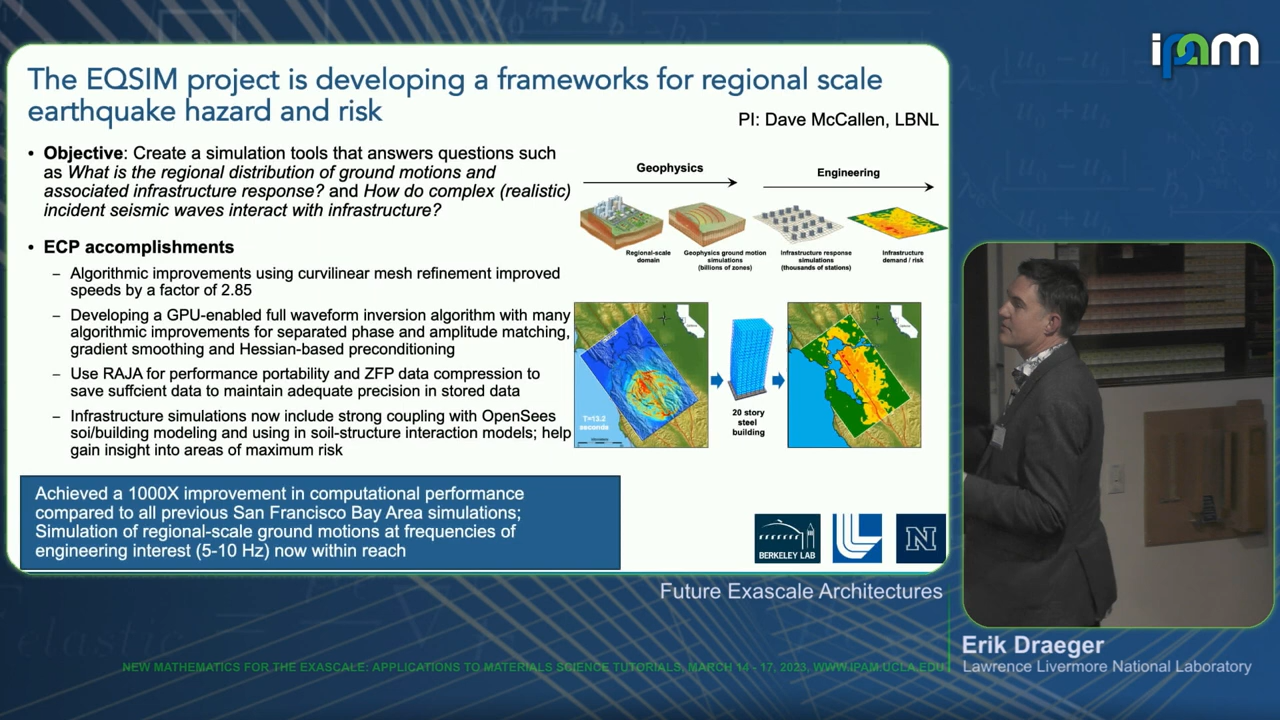 ipam
The EQSIM project is developing a frameworks for regional scale
earthquake hazard and risk
PI: Dave McCallen, LBNL
• Objective: Create a simulation tools that answers questions such
as What is the regional distribution of ground motions and
associated infrastructure response? and How do complex (realistic)
incident seismic waves interact with infrastructure?
• ECP accomplishments
– Algorithmic improvements using curvilinear mesh refinement improved
speeds by a factor of 2.85
– Developing a GPU-enabled full waveform inversion algorithm with many
algorithmic improvements for separated phase and amplitude matching,
gradient smoothing and Hessian-based preconditioning
– Use RAJA for performance portability and ZFP data compression to
save suffcient data to maintain adequate precision in stored data
– Infrastructure simulations now include strong coupling with OpenSees
soi/building modeling and using in soil-structure interaction models; help
gain insight into areas of maximum risk
Geophysics
Engineering
Regional-scale
domain
Geophysics ground motion
simulations
(billions of zones)
Infrastructure response
simulations
(thousands of stations)
Infrastructure
demand / risk
T=13.2
seconds
20 story
steel
building
Achieved a 1000X improvement in computational performance
compared to all previous San Francisco Bay Area simulations;
Simulation of regional-scale ground motions at frequencies of
engineering interest (5-10 Hz) now within reach
BERKELEY LAB
N
Future Exascale Architectures
Erik Draeger
Lawrence Livermore National Laboratory
NEW MATHEMATICS FOR THE EXASCALE: APPLICATIONS TO MATERIALS SCIENCE TUTORIALS, MARCH 14 - 17, 2023, WWW.IPAM.UCLA.EDU
elastic